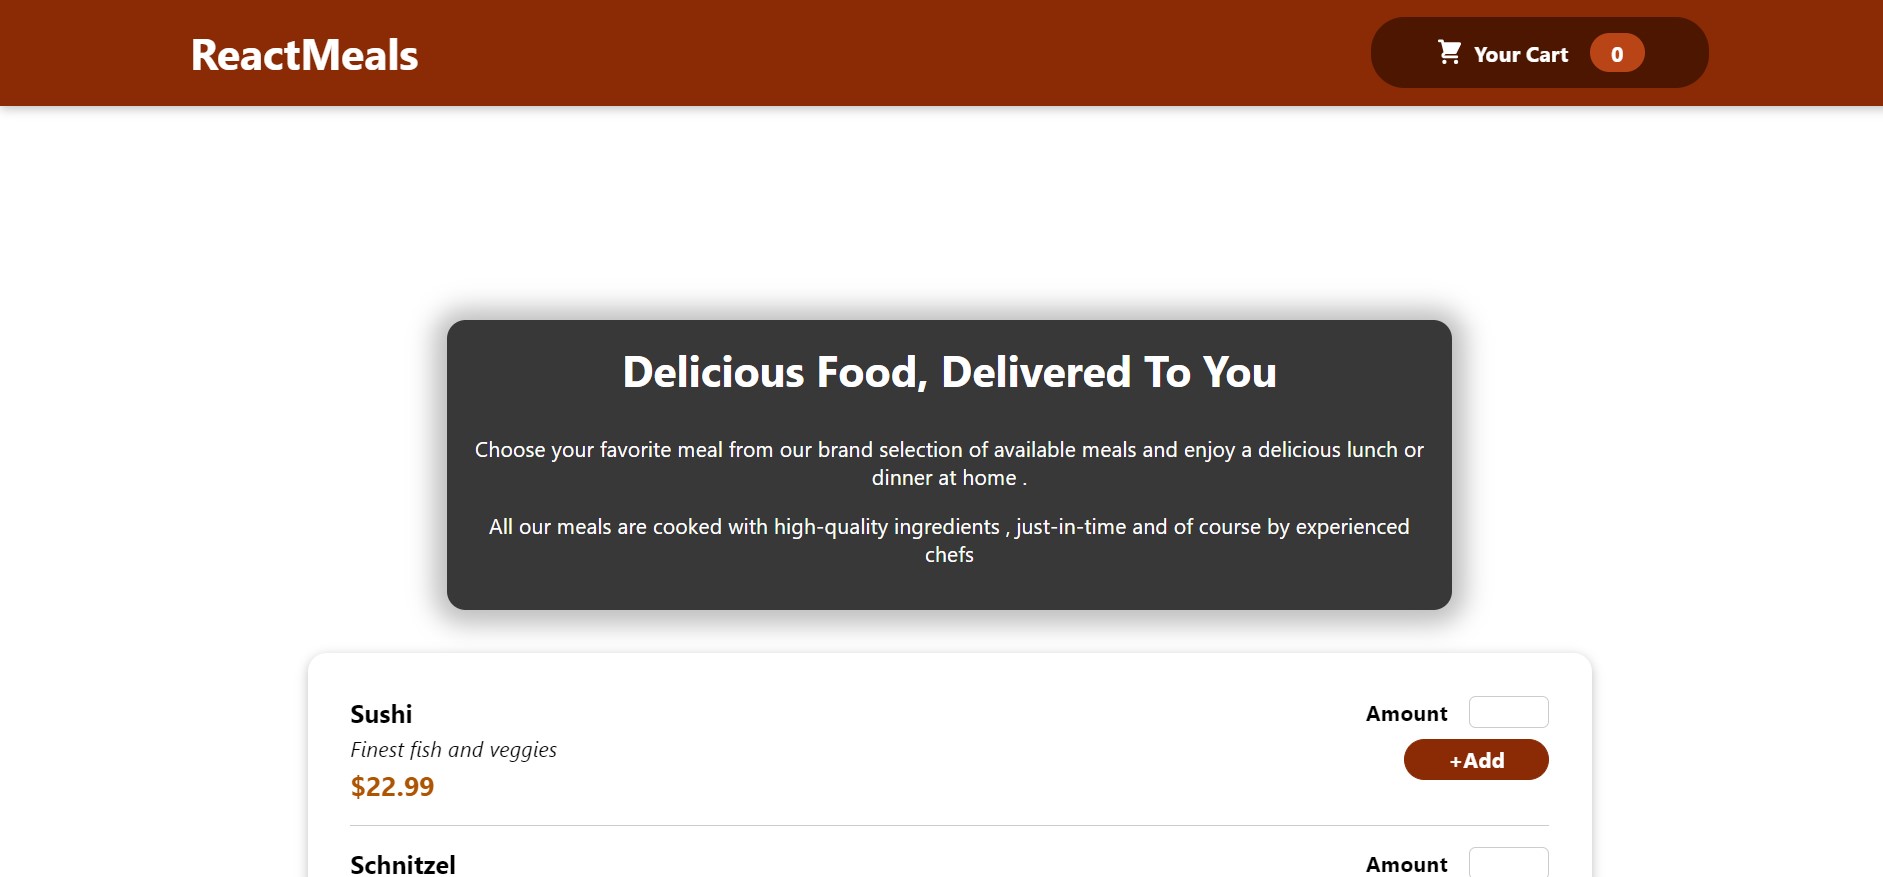 ReactMeals
Your Cart 0
Delicious Food, Delivered To You
Choose your favorite meal from our brand selection of available meals and enjoy a delicious lunch or
dinner at home .
All our meals are cooked with high-quality ingredients , just-in-time and of course by experienced
chefs
Sushi
Amount
Finest fish and veggies
+Add
$22.99
Schnitzel
Amount